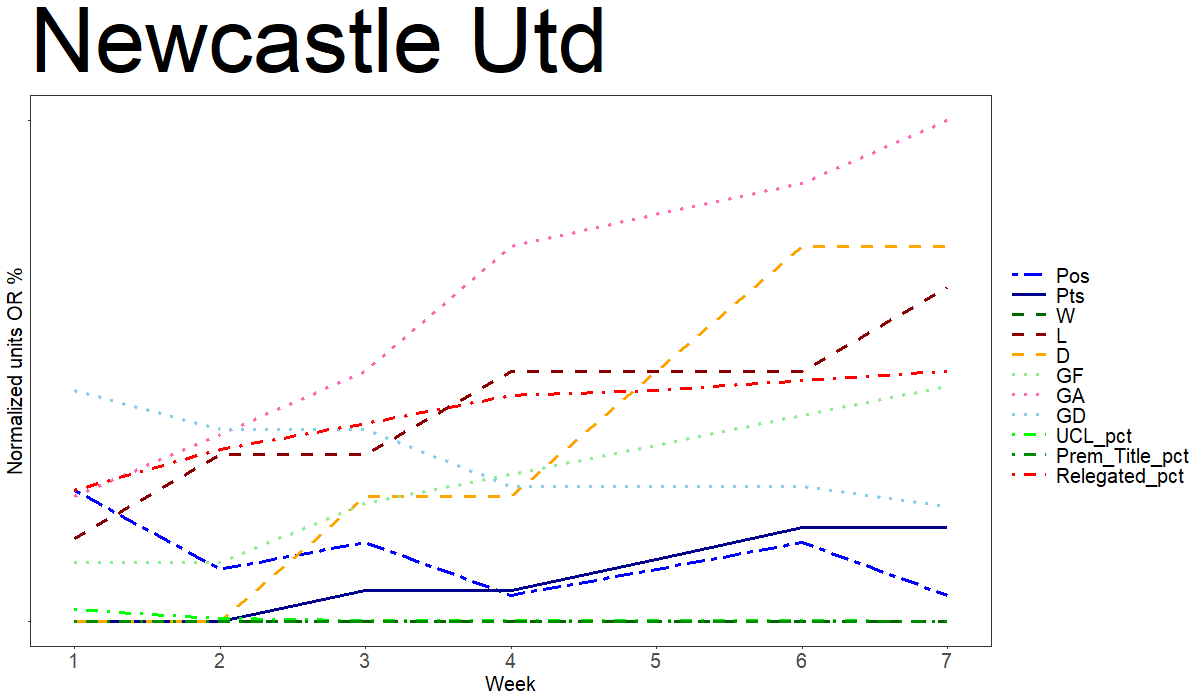 Newcastle Utd
Normalized units OR %
Pos
Pts
W
L
D
GF
GA
GD
UCL_pct
Prem_Title_pct
Relegated_pct
1 2 3 4 5 6 7
Week